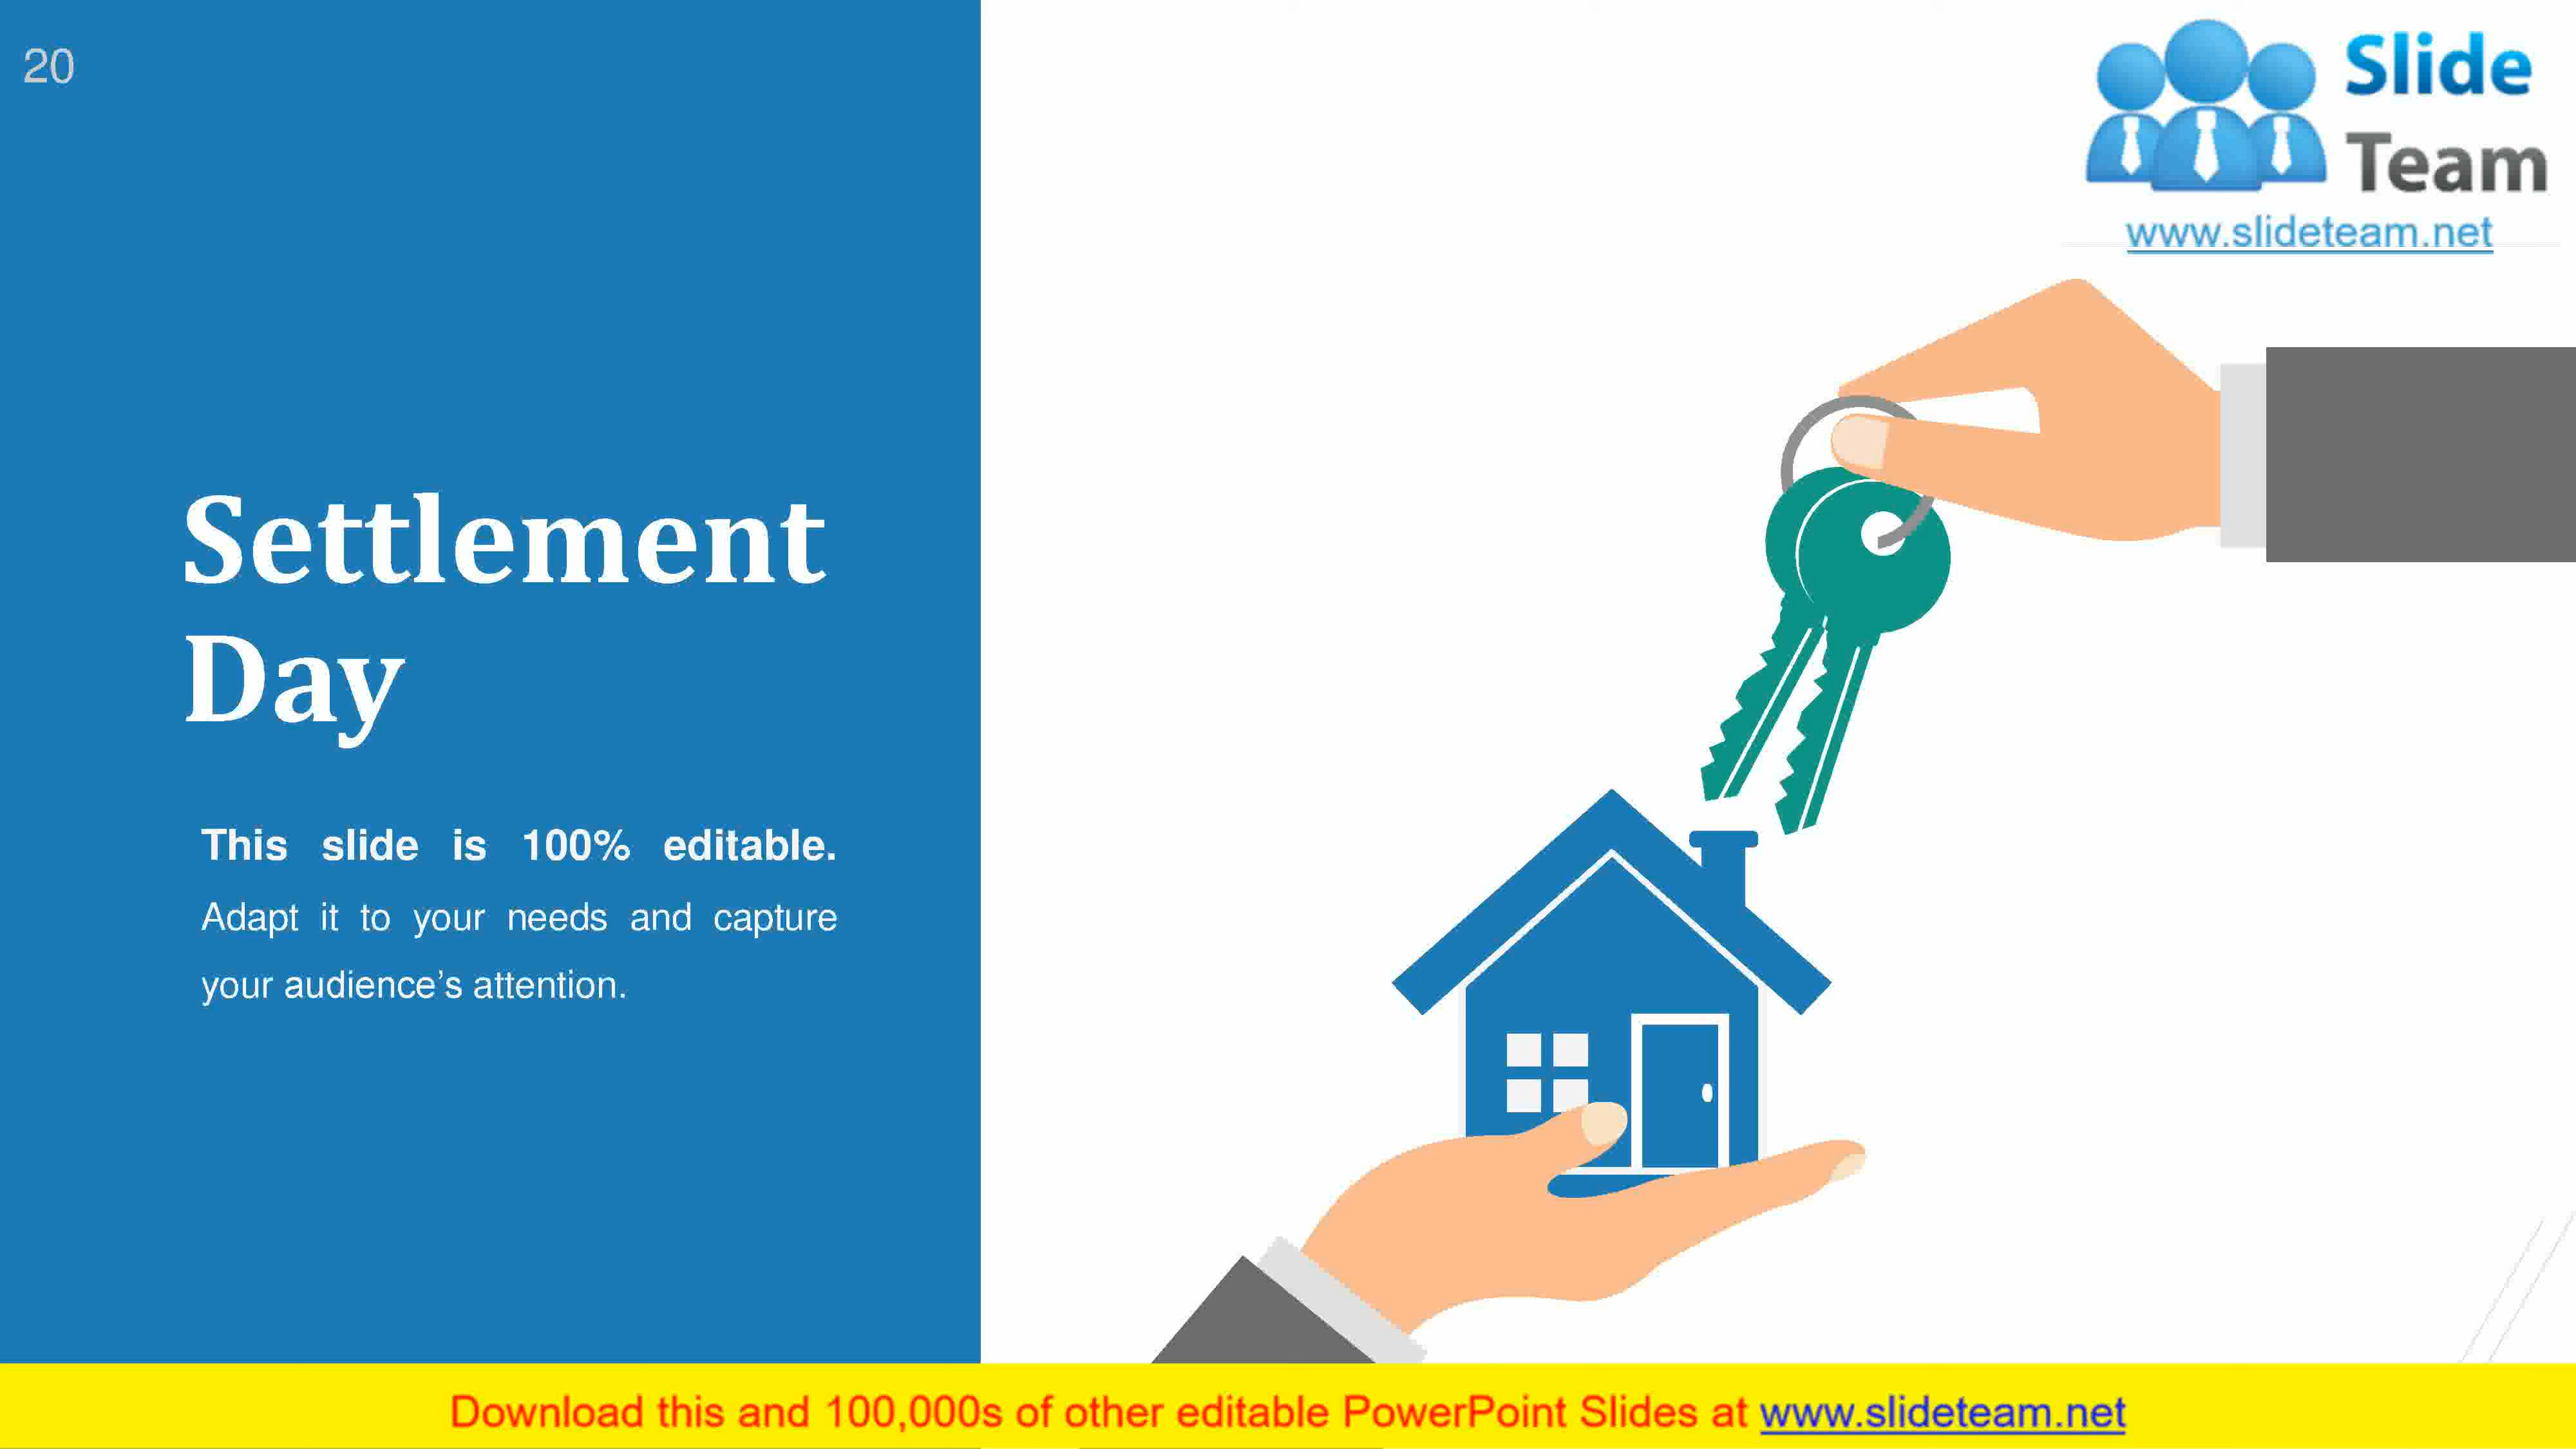 20
Slide
Team
www.slideteam.net
Settlement
Day
This slide is 100% editable.
Adapt it to your needs and capture
your audience’s attention.
Download this and 100,000s of other editable PowerPoint Slides at www.slideteam.net